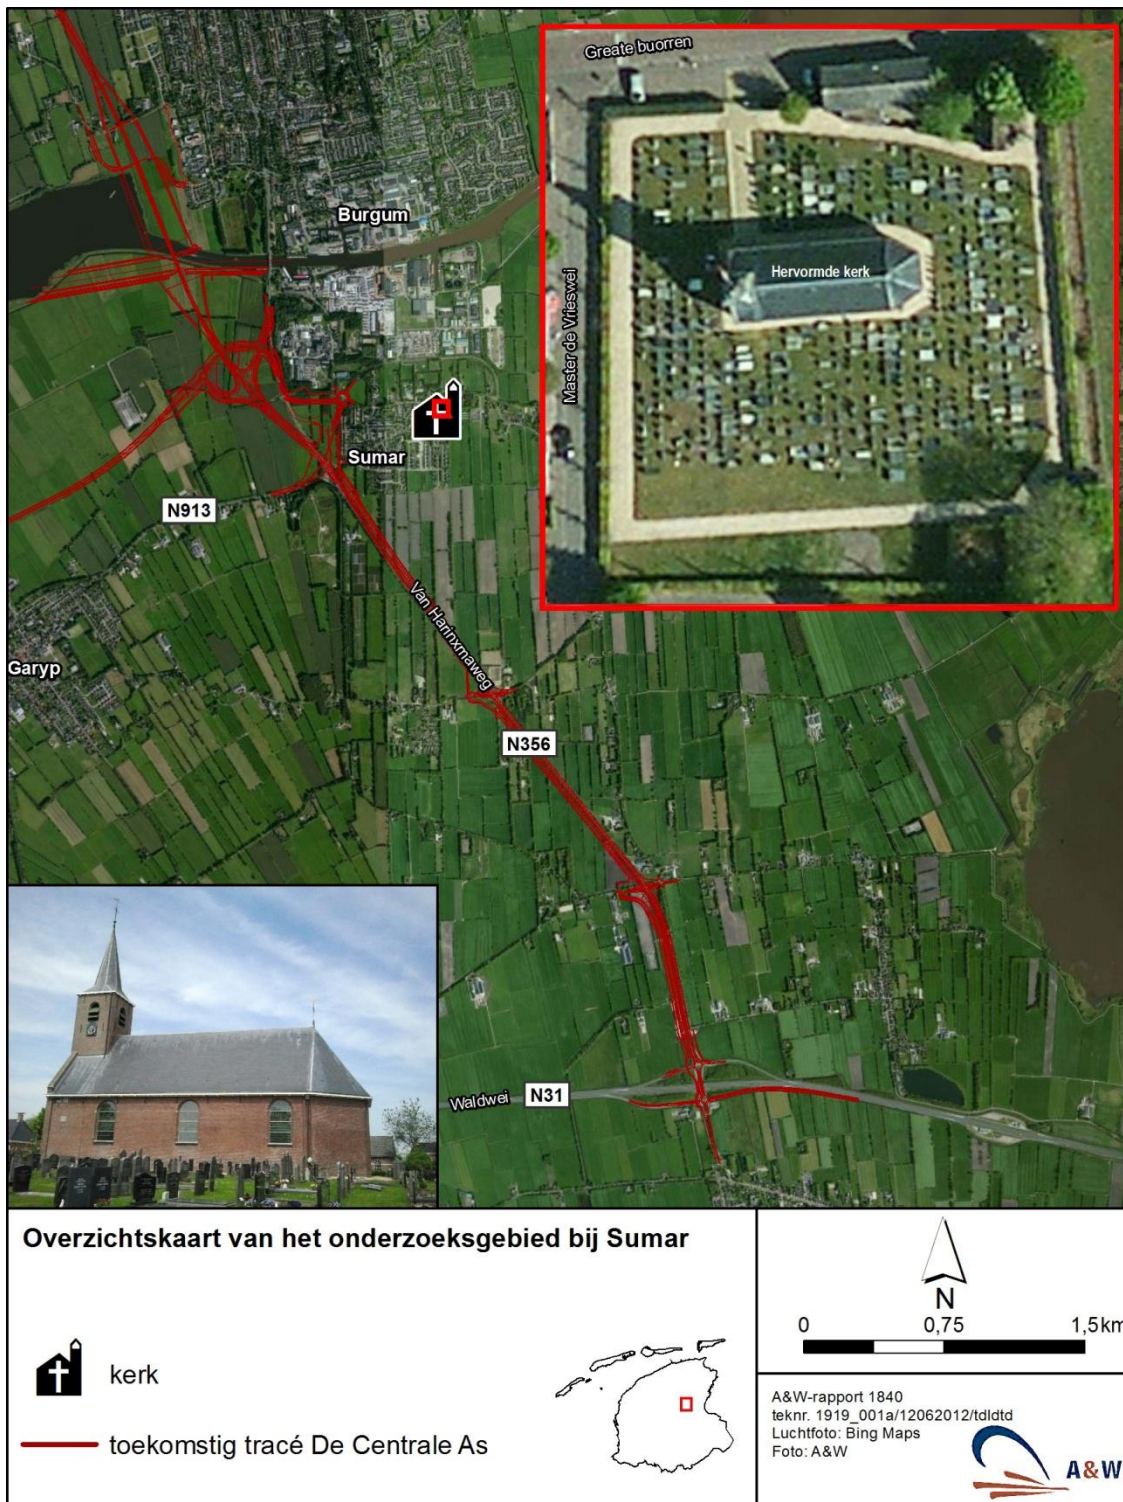 Greate buorren
Burgum
Master de Vrieswei
Hervormde kerk
Sumar
N913
Van Harinxmaweg
Garyp
N356
Waldwei
N31
Overzichtskaart van het onderzoeksgebied bij Sumar
kerk
toekomstig tracé De Centrale As
N
0 0,75 1,5km
A&W-rapport 1840
teknr. 1919_001a/12062012/tdldtd
Luchtfoto: Bing Maps
Foto: A&W
A&W